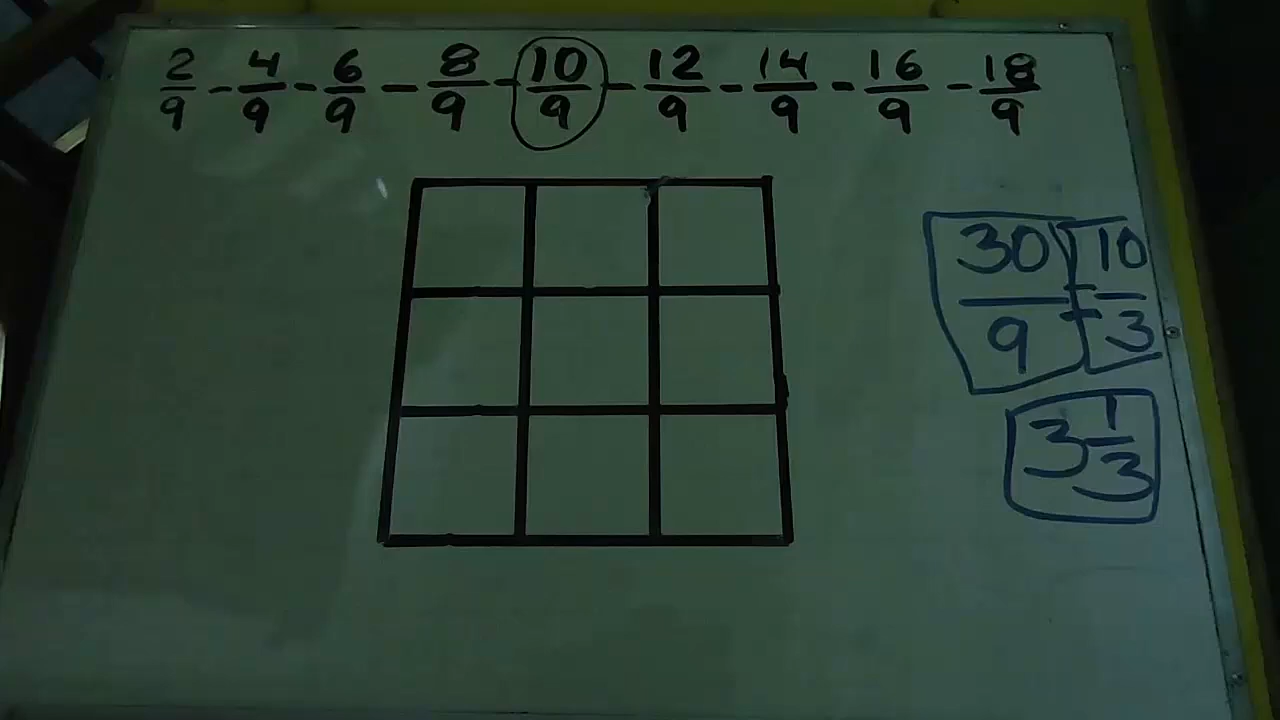 2/9 - 4/9 - 6/9 - 8/9 - 10/9 - 12/9 - 14/9 - 16/9 - 18/9
30/9 = 10/3
3 1/3